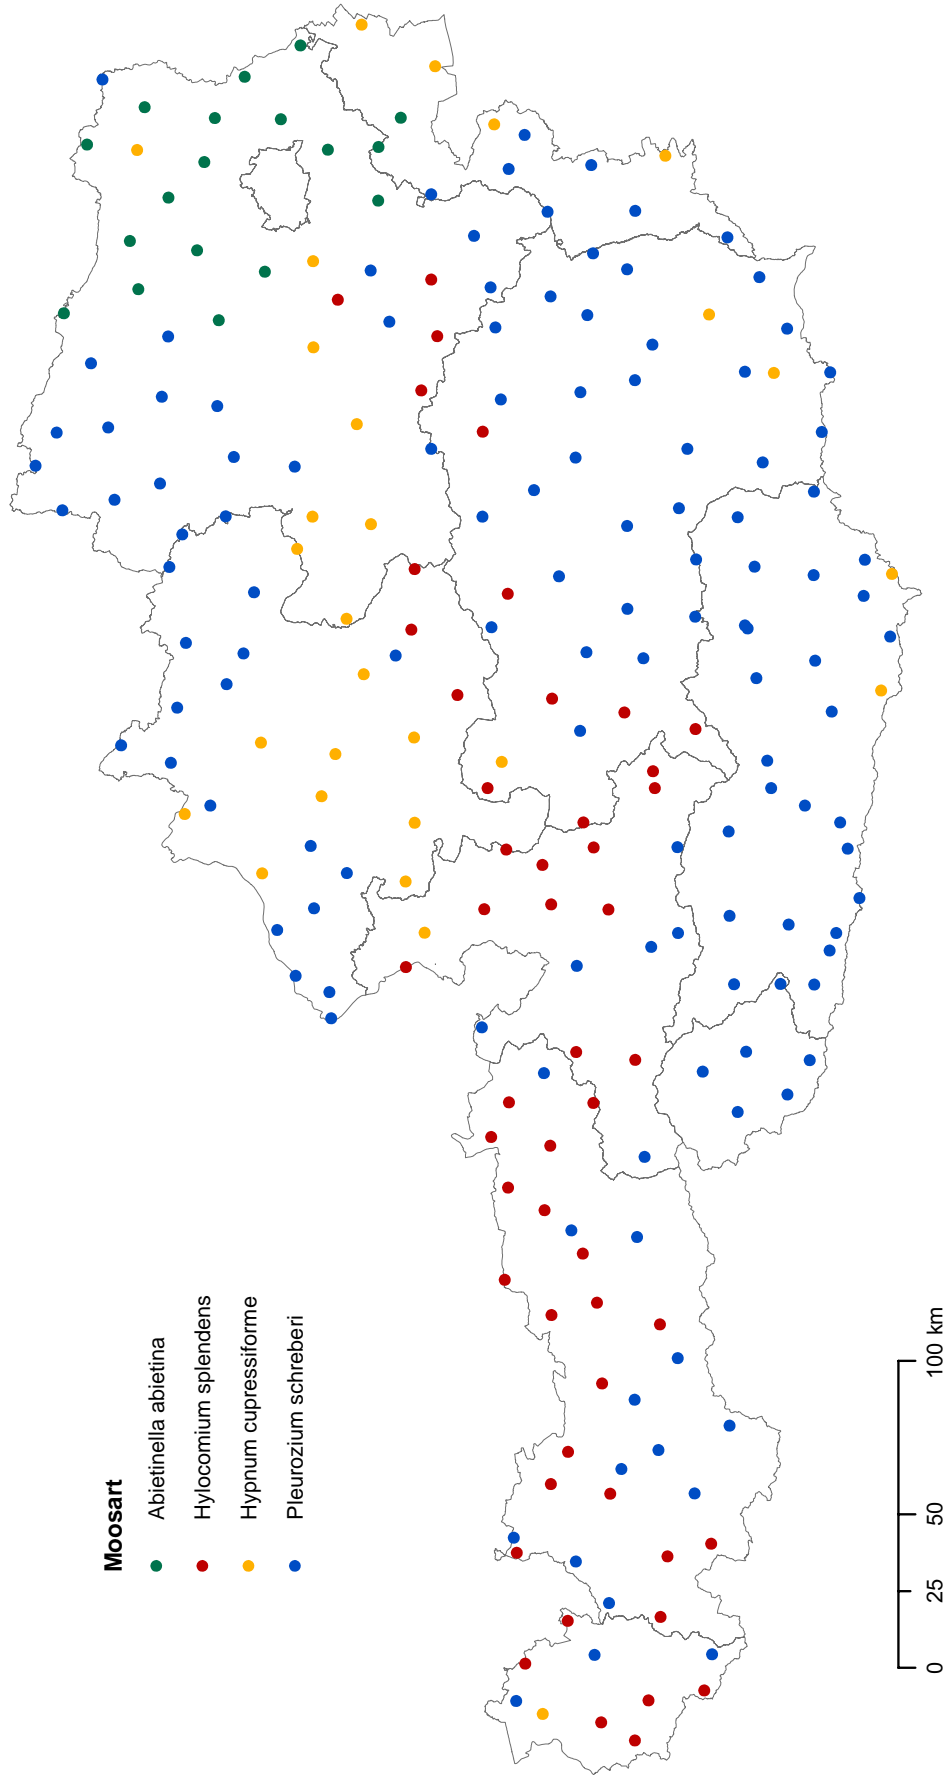 Moosart
Abietinella abietina
Hylocomium splendens
Hypnum cupressiforme
Pleurozium schreberi
0 25 50 100 km